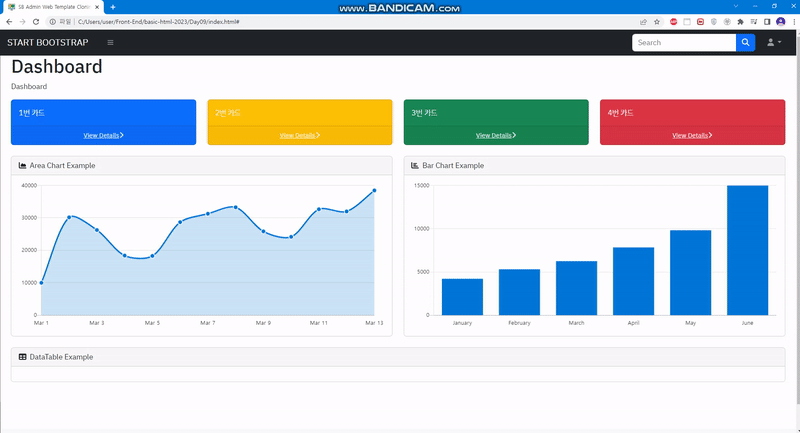 SB Admin Web Template Clonin
www.BANDICAM.com
파일 | C:/Users/user/Front-End/basic-html-2023/Day09/index.html#
START BOOTSTRAP
Search
Dashboard
Dashboard
1번 카드
2번 카드
3번 카드
4번 카드
View Details
View Details
View Details
View Details
Area Chart Example
Bar Chart Example
40000
30000
20000
10000
0
Mar 1
Mar 3
Mar 5
Mar 7
Mar 9
Mar 11
Mar 13
15000
10000
5000
0
January
February
March
April
May
June
DataTable Example